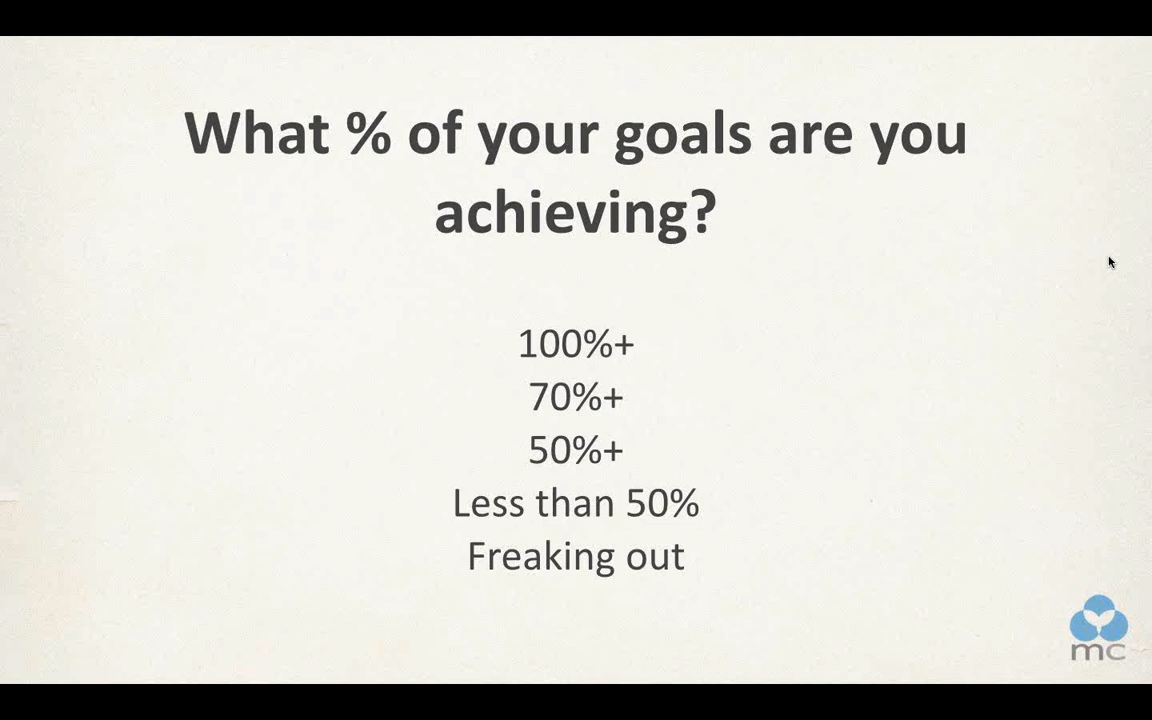 What % of your goals are you
achieving?
100%+
70%+
50%+
Less than 50%
Freaking out
mc